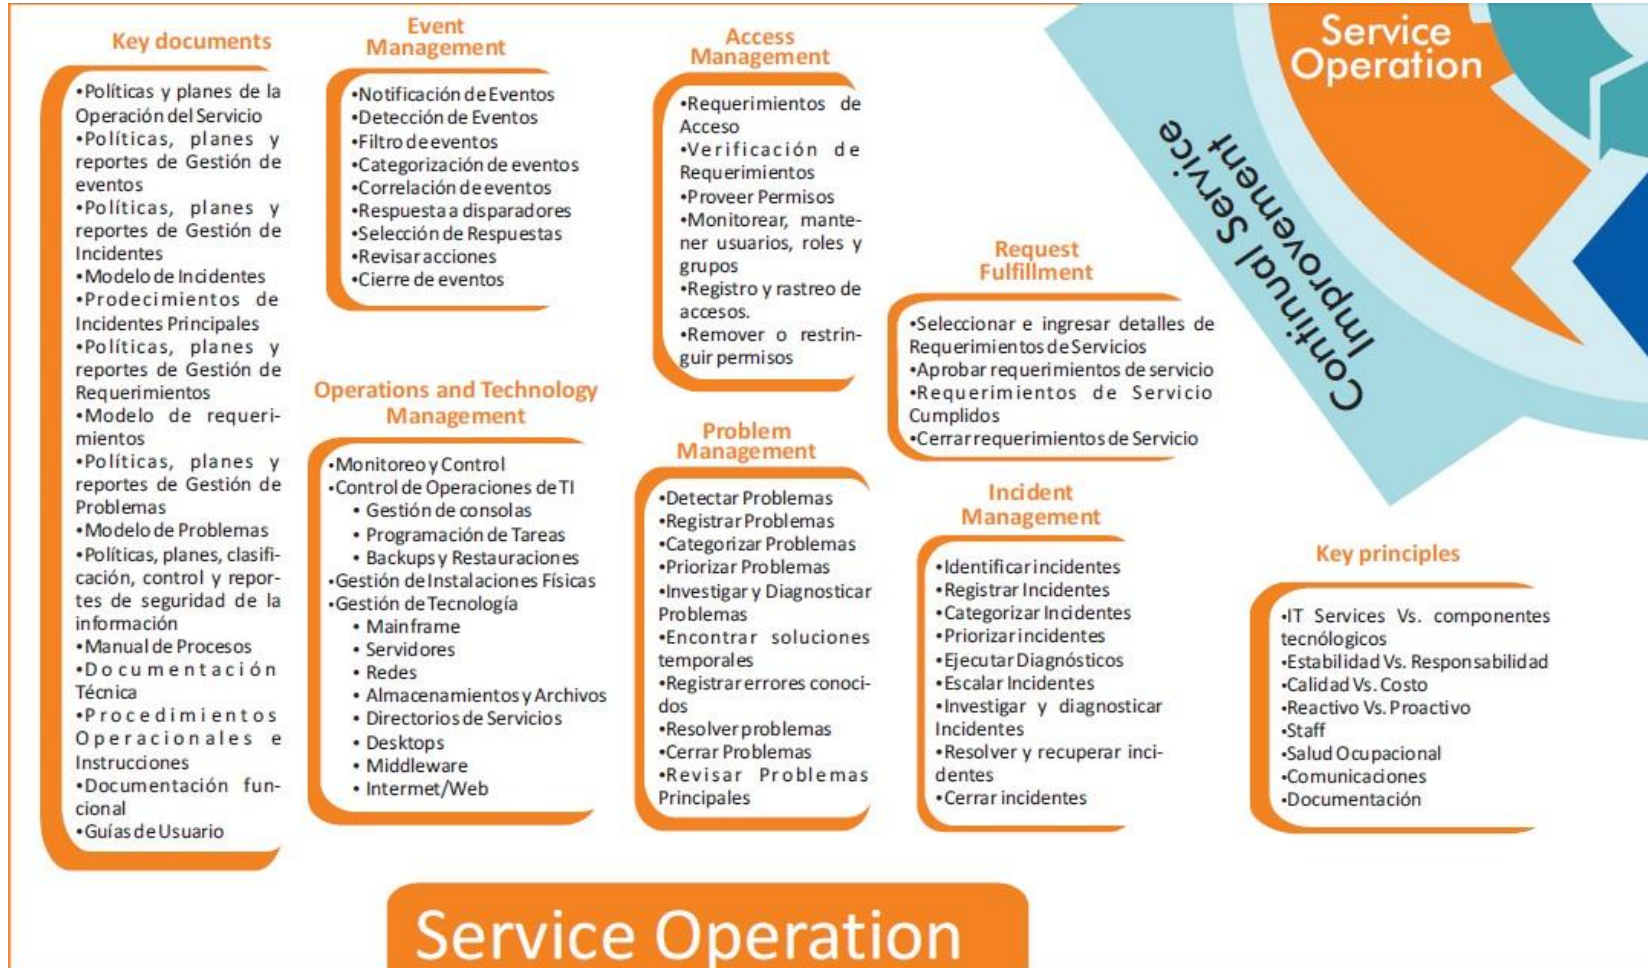 Key documents
•Políticas y planes de la
Operación del Servicio
•Políticas, planes y
reportes de Gestión de
eventos
•Políticas, planes y
reportes de Gestión de
Incidentes
•Modelo de Incidentes
•Prodecimientos de
Incidentes Principales
•Políticas, planes y
reportes de Gestión de
Requerimientos
•Modelo de requeri-
mientos
•Políticas, planes y
reportes de Gestión de
Problemas
•Modelo de Problemas
•Políticas, planes, clasifi-
cación, control y repor-
tes de seguridad de la
información
•Manual de Procesos
•Documentación
Técnica
•Procedimientos
Operacionales e
Instrucciones
•Documentación fun-
cional
•Guías de Usuario
Event
Management
•Notificación de Eventos
•Detección de Eventos
•Filtro de eventos
•Categorización de eventos
•Correlación de eventos
•Respuesta a disparadores
•Selección de Respuestas
•Revisar acciones
•Cierre de eventos
Operations and Technology
Management
•Monitoreo y Control
•Control de Operaciones de TI
• Gestión de consolas
• Programación de Tareas
• Backups y Restauraciones
•Gestión de Instalaciones Físicas
•Gestión de Tecnología
• Mainframe
• Servidores
• Redes
• Almacenamientos y Archivos
• Directorios de Servicios
• Desktops
• Middleware
• Internet/Web
Access
Management
•Requerimientos de
Acceso
•Verificación de
Requerimientos
•Proveer Permisos
•Monitorear, mante-
ner usuarios, roles y
grupos
•Registro y rastreo de
accesos.
•Remover o restrin-
guir permisos
Problem
Management
•Detectar Problemas
•Registrar Problemas
•Categorizar Problemas
•Priorizar Problemas
•Investigar y Diagnosticar
Problemas
•Encontrar soluciones
temporales
•Registrar errores conoci-
dos
•Resolver problemas
•Cerrar Problemas
•Revisar Problemas
Principales
Request
Fulfillment
•Seleccionar e ingresar detalles de
Requerimientos de Servicios
•Aprobar requerimientos de servicio
•Requerimientos de Servicio
Cumplidos
•Cerrar requerimientos de Servicio
Incident
Management
•Identificar incidentes
•Registrar Incidentes
•Categorizar Incidentes
•Priorizar incidentes
•Ejecutar Diagnósticos
•Escalar Incidentes
•Investigar y diagnosticar
Incidentes
•Resolver y recuperar inci-
dentes
•Cerrar incidentes
Service
Operation
Continual Service
Improvement
Key principles
•IT Services Vs. componentes
tecnólogicos
•Estabilidad Vs. Responsabilidad
•Calidad Vs. Costo
•Reactivo Vs. Proactivo
•Staff
•Salud Ocupacional
•Comunicaciones
•Documentación
Service Operation